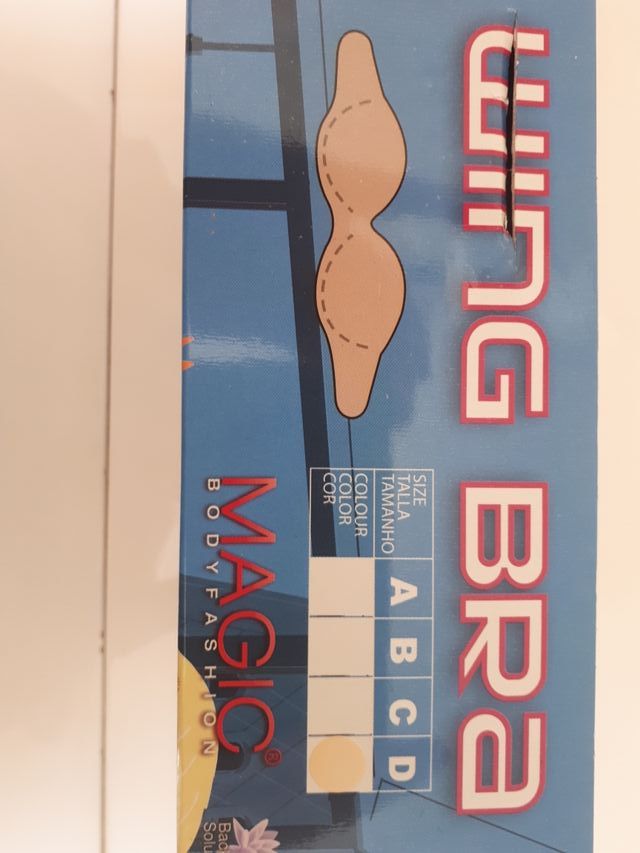 WING BRA
SIZE
TALLA
TAMANHO
A B C D
COLOUR
COLOR
COR
MAGIC®
BODYFASHION